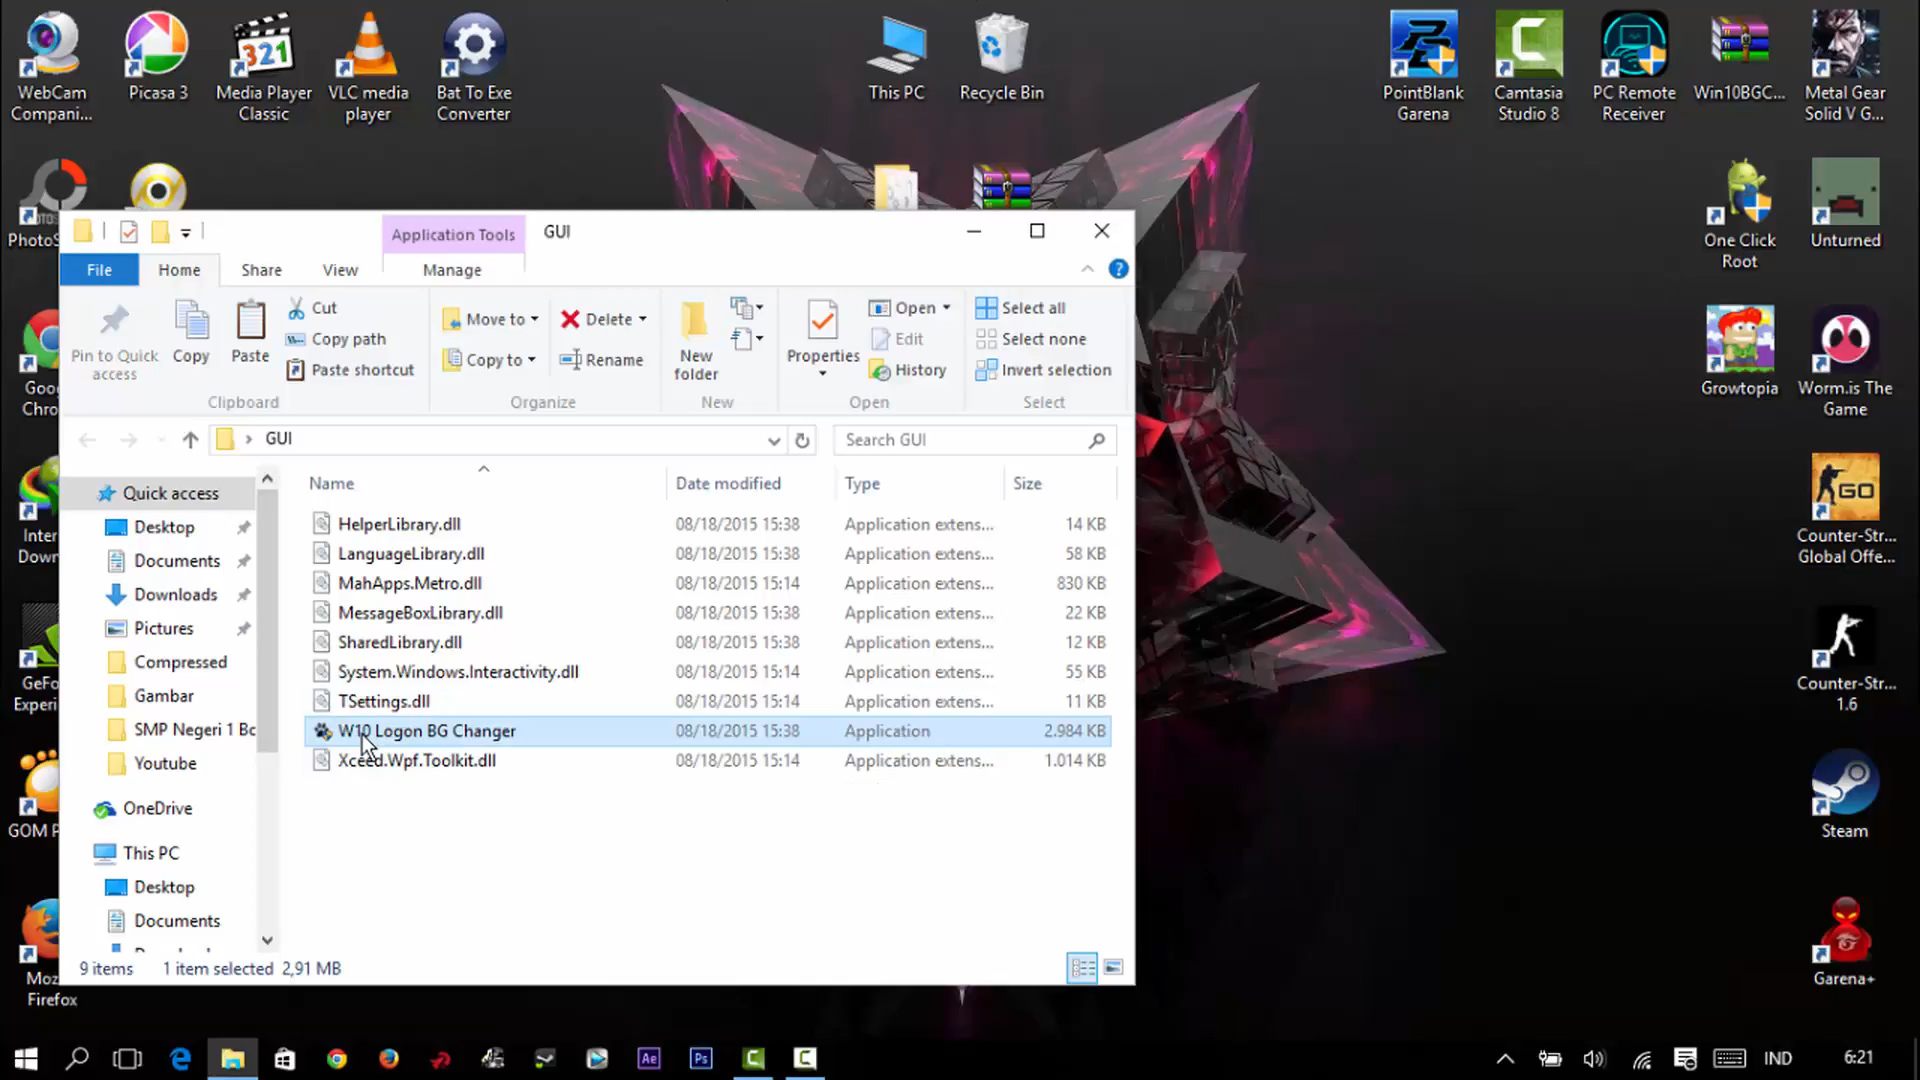 WebCam
Compani...
Picasa 3
Media Player
Classic
VLC media
player
Bat To Exe
Converter
This PC
Recycle Bin
PointBlank
Garena
Camtasia
Studio 8
PC Remote
Receiver
Win10BGC...
Metal Gear
Solid V G...
321
PhotoS
One Click
Root
Unturned
Application Tools
GUI
File
Home
Share
View
Manage
Pin to Quick
access
Copy
Paste
Cut
Copy path
Paste shortcut
Clipboard
Move to
Copy to
Delete
Rename
Organize
New
folder
New
Properties
Open
Edit
History
Open
Select all
Select none
Invert selection
Select
Goo
Chro
Growtopia
Worm.is The
Game
GUI
Search GUI
Name
Date modified
Type
Size
Quick access
Desktop
Documents
Downloads
Pictures
Compressed
Gambar
SMP Negeri 1 Bc
Youtube
OneDrive
This PC
Desktop
Documents
HelperLibrary.dll 08/18/2015 15:38 Application extens... 14 KB
LanguageLibrary.dll 08/18/2015 15:38 Application extens... 58 KB
MahApps.Metro.dll 08/18/2015 15:14 Application extens... 830 KB
MessageBoxLibrary.dll 08/18/2015 15:38 Application extens... 22 KB
SharedLibrary.dll 08/18/2015 15:38 Application extens... 12 KB
System.Windows.Interactivity.dll 08/18/2015 15:14 Application extens... 55 KB
TSettings.dll 08/18/2015 15:14 Application extens... 11 KB
W10 Logon BG Changer 08/18/2015 15:38 Application 2.984 KB
Xceed.Wpf.Toolkit.dll 08/18/2015 15:14 Application extens... 1.014 KB
9 items
1 item selected 2,91 MB
Inter
Down
GeFo
Experi
GOM P
Moz
Firefox
GO
Counter-Str...
Global Offe...
Counter-Str...
1.6
Steam
Garena+
Ae
Ps
IND
6:21